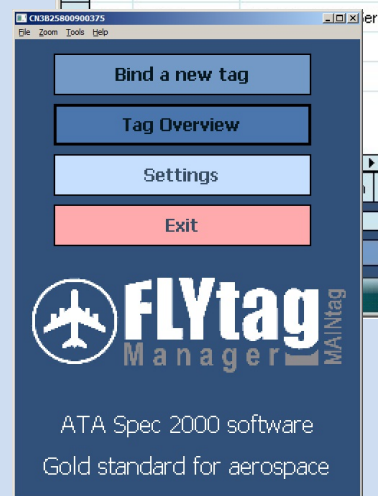 CN3B25800900375
File Zoom Tools Help
Bind a new tag
Tag Overview
Settings
Exit
FLYtag
Manager
MAINtag
ATA Spec 2000 software
Gold standard for aerospace